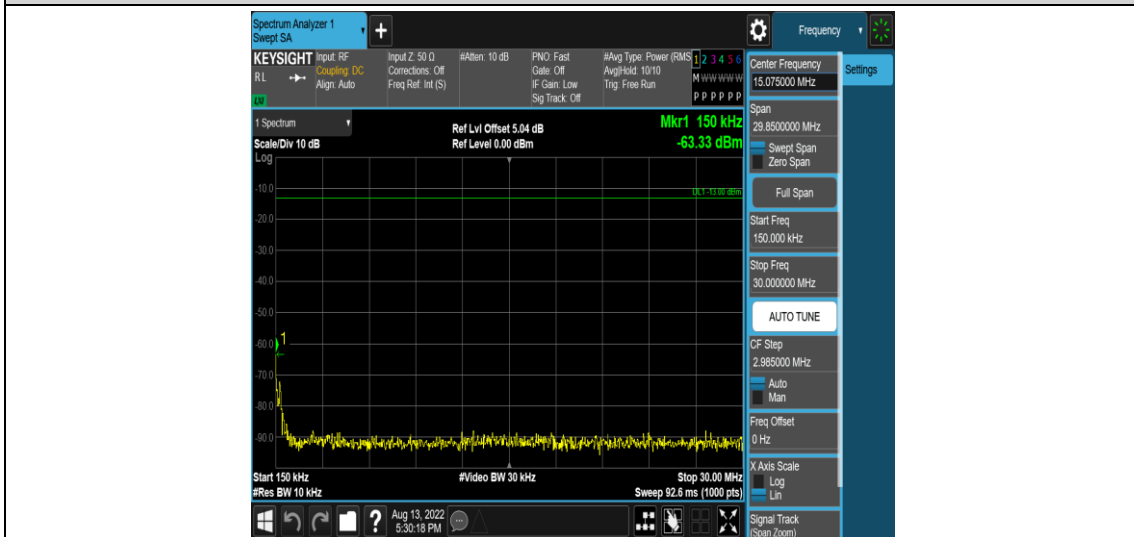 Spectrum Analyzer 1
Swept SA
+
Frequency
KEYSIGHT
RL
LXI
Input: RF
Coupling: DC
Align: Auto
Input Z: 50 Ω
Corrections: Off
Freq Ref: Int (S)
#Atten: 10 dB
PNO: Fast
Gate: Off
IF Gain: Low
Sig Track: Off
#Avg Type: Power (RMS
Avg|Hold: 10/10
Trig: Free Run
1 2 3 4 5 6
M W W W W W
P P P P P P
1 Spectrum
Scale/Div 10 dB
Log
Ref Lvl Offset 5.04 dB
Ref Level 0.00 dBm
Mkr1 150 kHz
-63.33 dBm
DL1 -13.00 dBm
-10.0
-20.0
-30.0
-40.0
-50.0
-60.0
-70.0
-80.0
-90.0
1
Start 150 kHz
#Res BW 10 kHz
#Video BW 30 kHz
Stop 30.00 MHz
Sweep 92.6 ms (1000 pts)
Center Frequency
15.075000 MHz
Settings
Span
29.8500000 MHz
Swept Span
Zero Span
Full Span
Start Freq
150.000 kHz
Stop Freq
30.000000 MHz
AUTO TUNE
CF Step
2.985000 MHz
Auto
Man
Freq Offset
0 Hz
X Axis Scale
Log
Lin
Signal Track
(Span Zoom)
?
Aug 13, 2022
5:30:18 PM